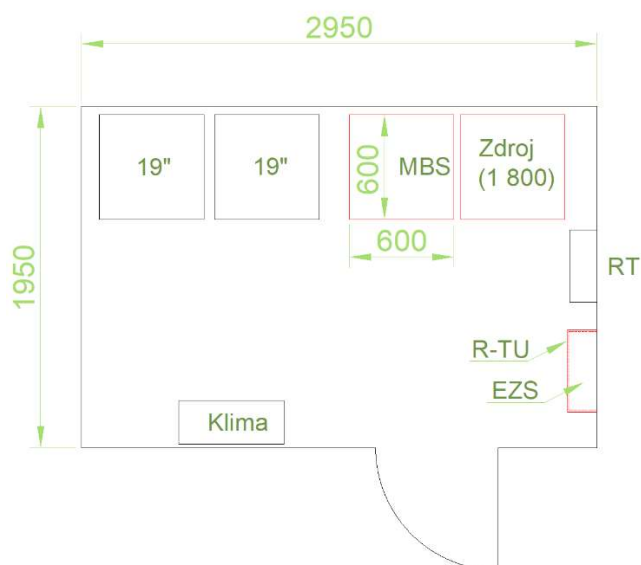 2950
19"
19"
600
MBS
Zdroj
(1 800)
600
1950
RT
R-TU
EZS
Klima